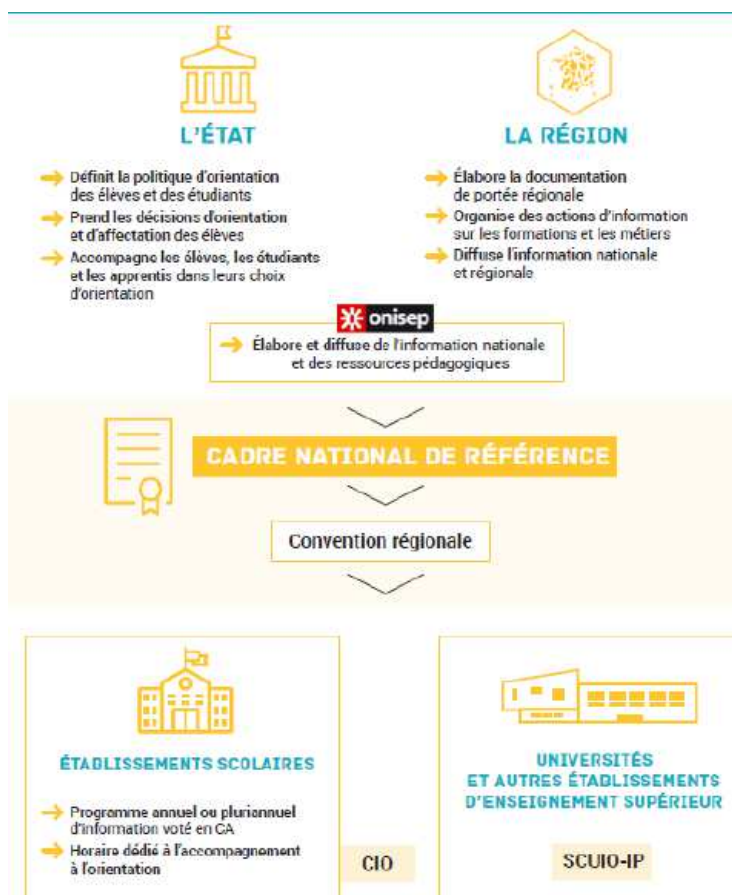 L'ÉTAT
Définit la politique d'orientation
des élèves et des étudiants
Prend les décisions d'orientation
et d'affectation des élèves
Accompagne les élèves, les étudiants
et les apprentis dans leurs choix
d'orientation
LA RÉGION
Élabore la documentation
de portée régionale
Organise des actions d'information
sur les formations et les métiers
Diffuse l'information nationale
et régionale
onisep
Élabore et diffuse de l'information nationale
et des ressources pédagogiques
CADRE NATIONAL DE RÉFÉRENCE
Convention régionale
ÉTABLISSEMENTS SCOLAIRES
Programme annuel ou pluriannuel
d'information voté en CA
Horaire dédié à l'accompagnement
à l'orientation
CIO
UNIVERSITÉS
ET AUTRES ÉTABLISSEMENTS
D'ENSEIGNEMENT SUPÉRIEUR
SCUIO-IP